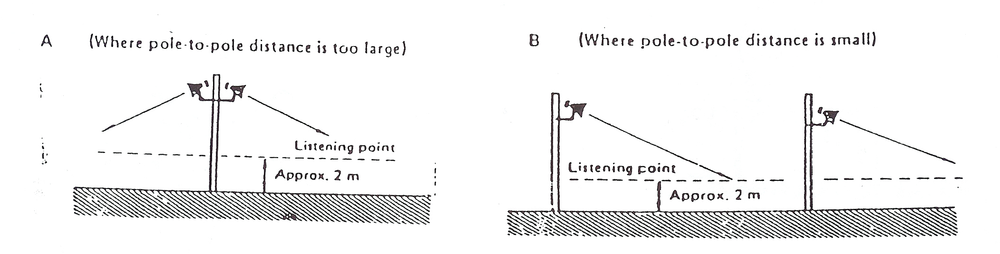 A (Where pole-to-pole distance is too large)
B (Where pole-to-pole distance is small)
Listening point
Approx. 2 m
Listening point
Approx. 2 m